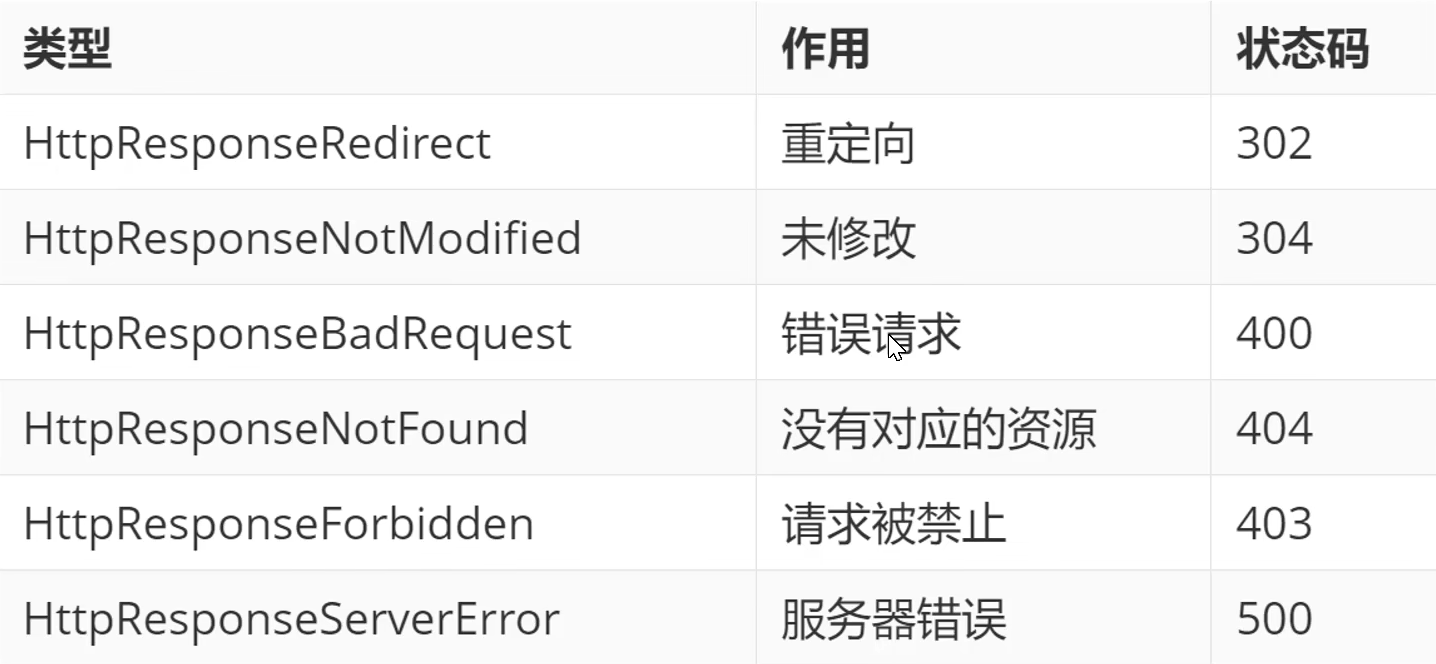 类型 作用 状态码
HttpResponseRedirect 重定向 302
HttpResponseNotModified 未修改 304
HttpResponseBadRequest 错误请求 400
HttpResponseNotFound 没有对应的资源 404
HttpResponseForbidden 请求被禁止 403
HttpResponseServerError 服务器错误 500